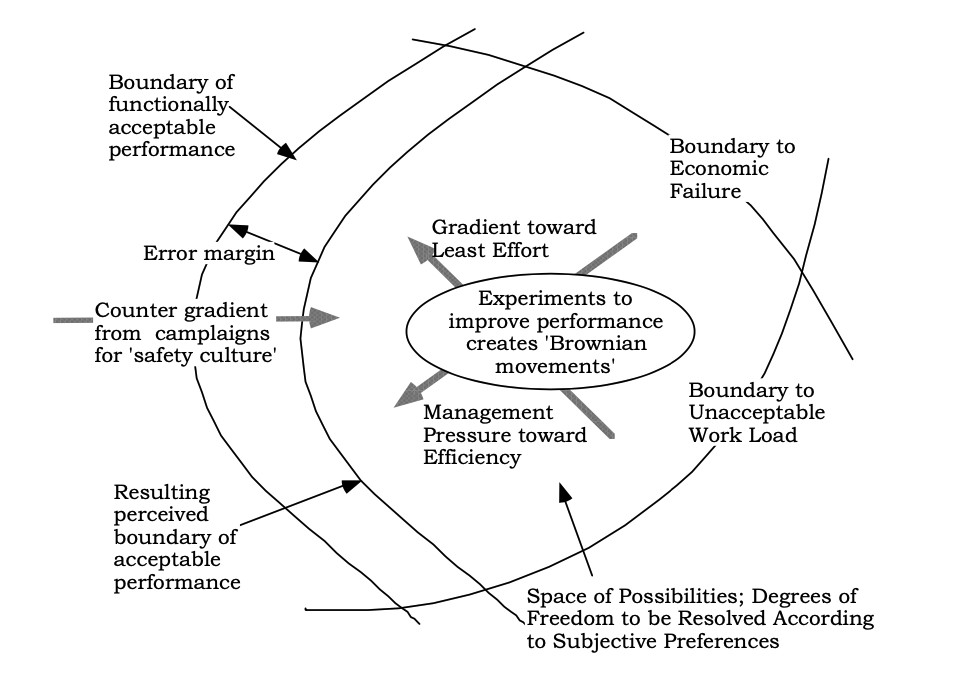 Boundary of
functionally
acceptable
performance
Boundary to
Economic
Failure
Gradient toward
Least Effort
Error margin
Experiments to
improve performance
creates 'Brownian
movements'
Counter gradient
from camplaigns
for 'safety culture'
Boundary to
Unacceptable
Work Load
Management
Pressure toward
Efficiency
Resulting
perceived
boundary of
acceptable
performance
Space of Possibilities; Degrees of
Freedom to be Resolved According
to Subjective Preferences